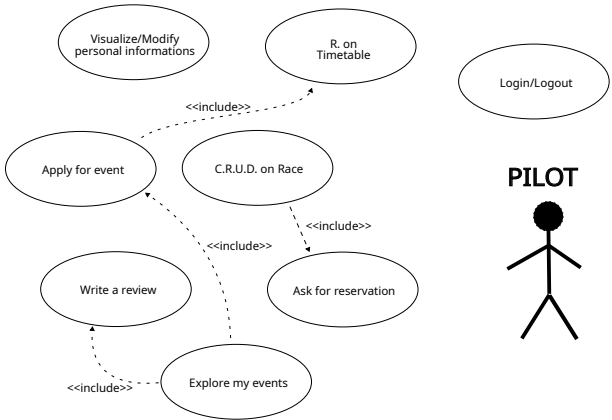 Visualize/Modify
personal informations
R. on
Timetable
Login/Logout
<<include>>
Apply for event
C.R.U.D. on Race
PILOT
<<include>>
<<include>>
Write a review
Ask for reservation
Explore my events
<<include>>